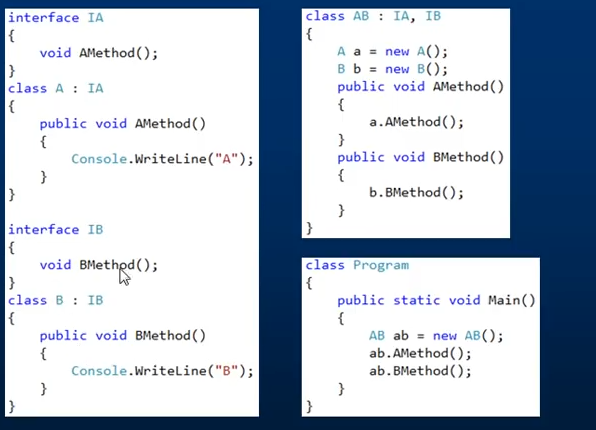 interface IA
{
    void AMethod();
}
class A : IA
{
    public void AMethod()
    {
        Console.WriteLine("A");
    }
}

interface IB
{
    void BMethod();
}
class B : IB
{
    public void BMethod()
    {
        Console.WriteLine("B");
    }
}

class AB : IA, IB
{
    A a = new A();
    B b = new B();
    public void AMethod()
    {
        a.AMethod();
    }
    public void BMethod()
    {
        b.BMethod();
    }
}

class Program
{
    public static void Main()
    {
        AB ab = new AB();
        ab.AMethod();
        ab.BMethod();
    }
}